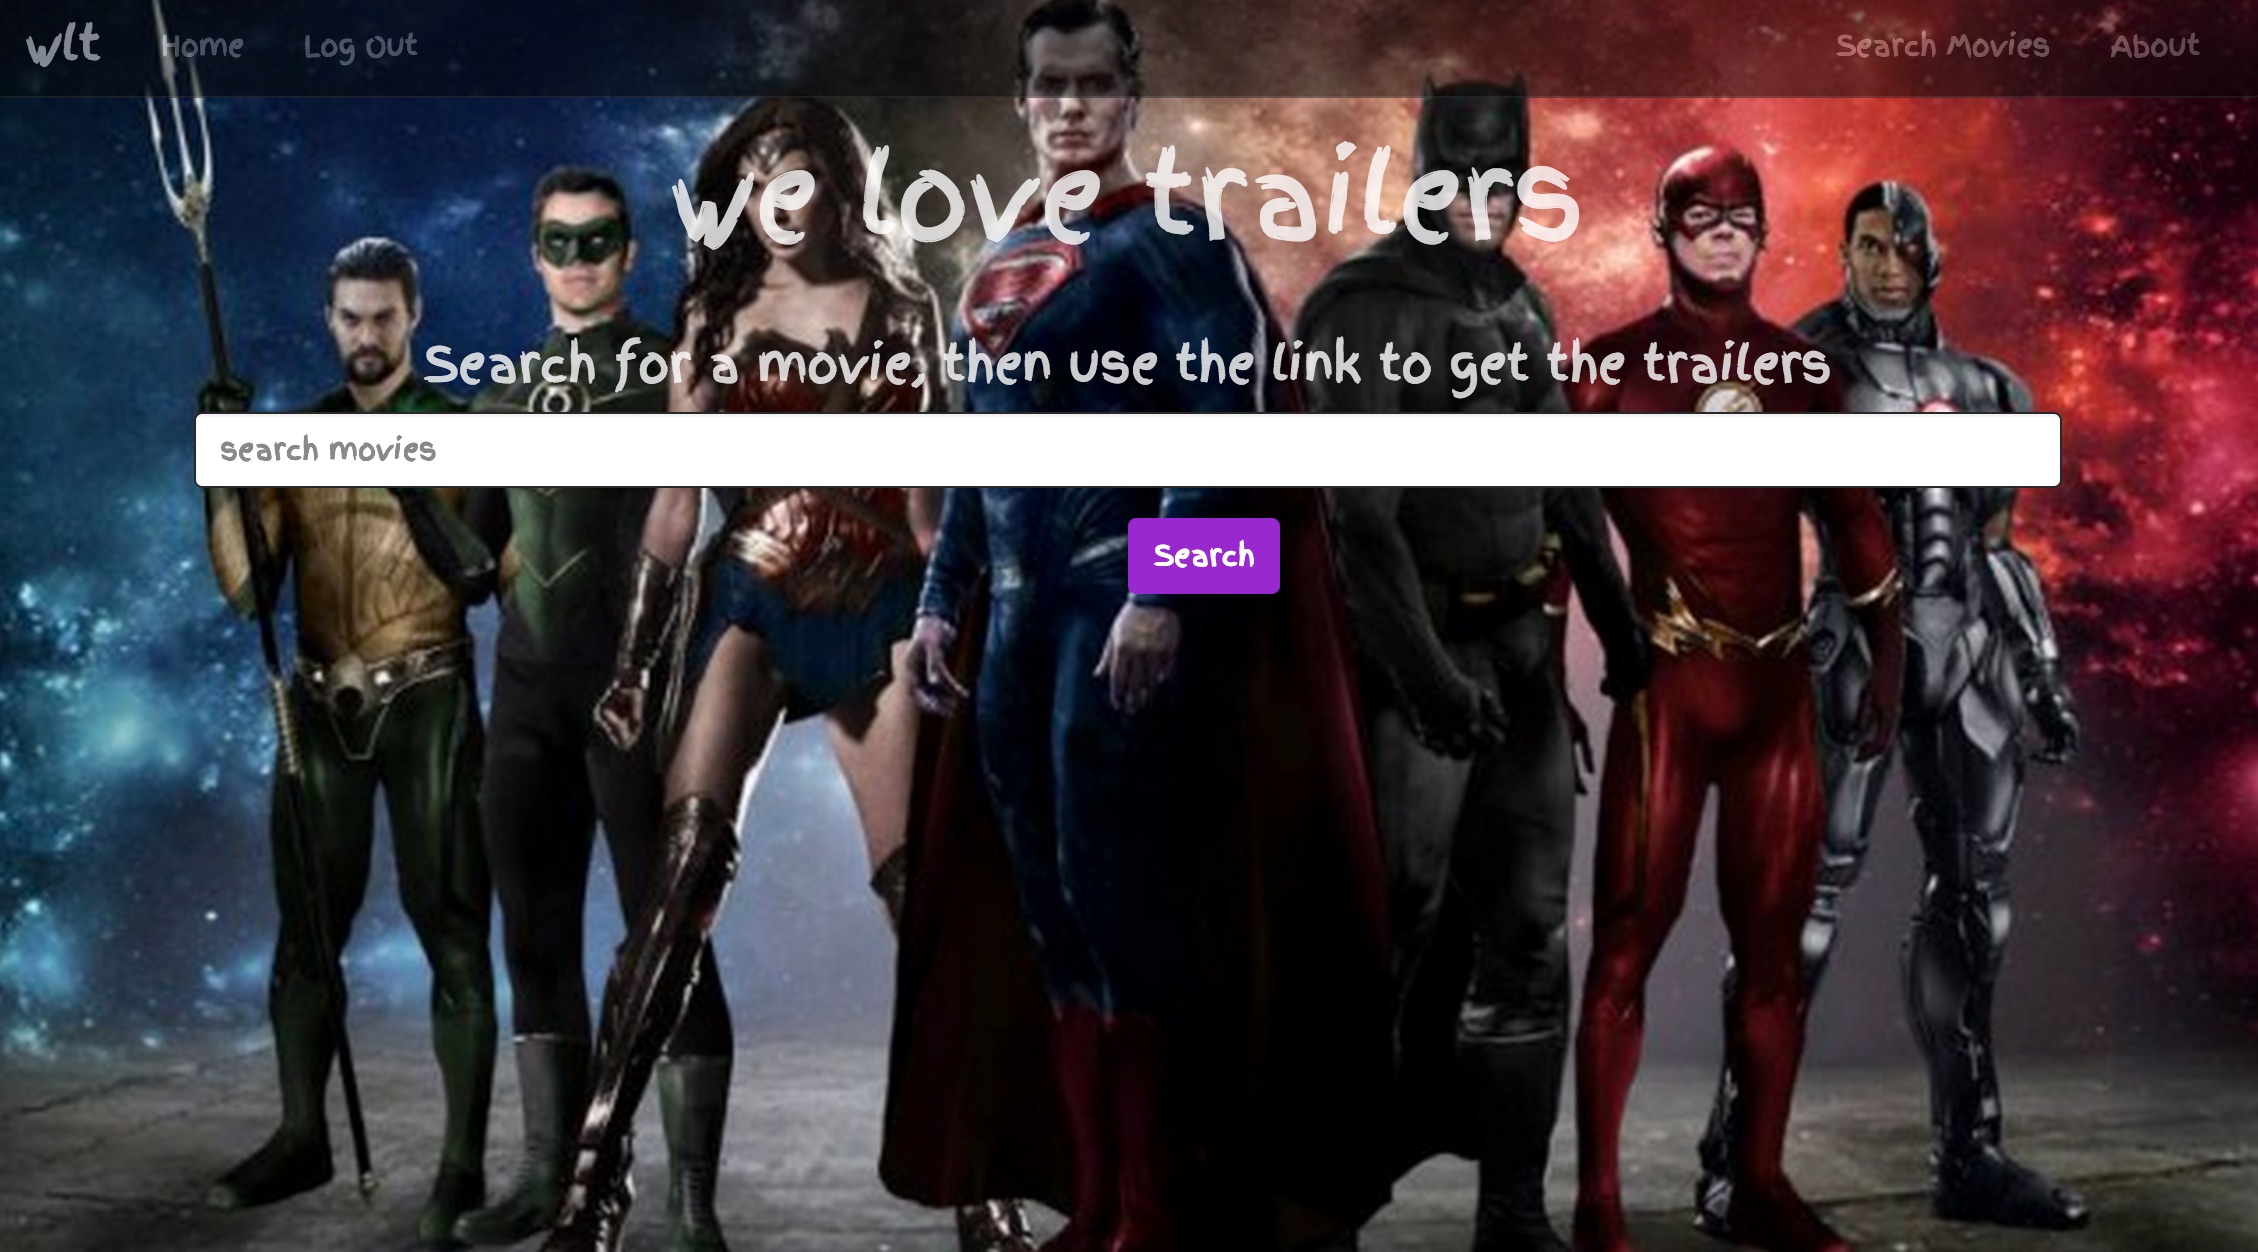 wlt Home Log Out Search Movies About
we love trailers
Search for a movie, then use the link to get the trailers
search movies
Search